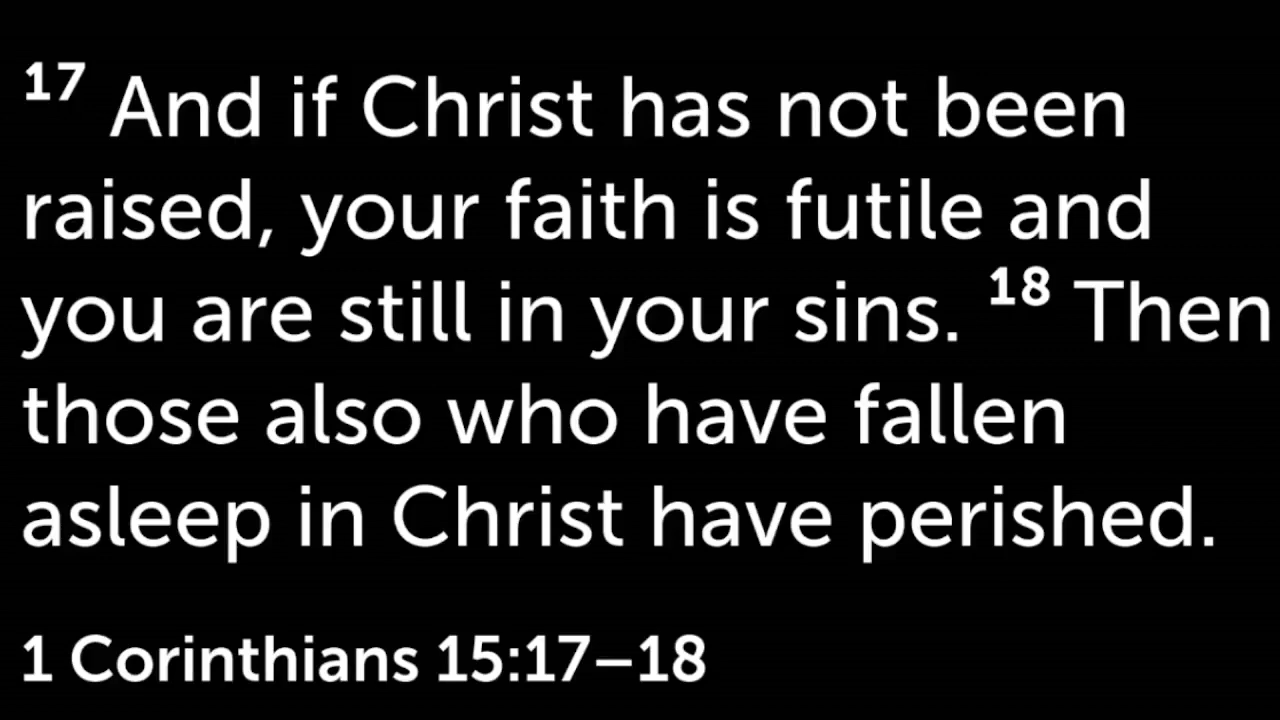 17 And if Christ has not been
raised, your faith is futile and
you are still in your sins. 18 Then
those also who have fallen
asleep in Christ have perished.
1 Corinthians 15:17–18